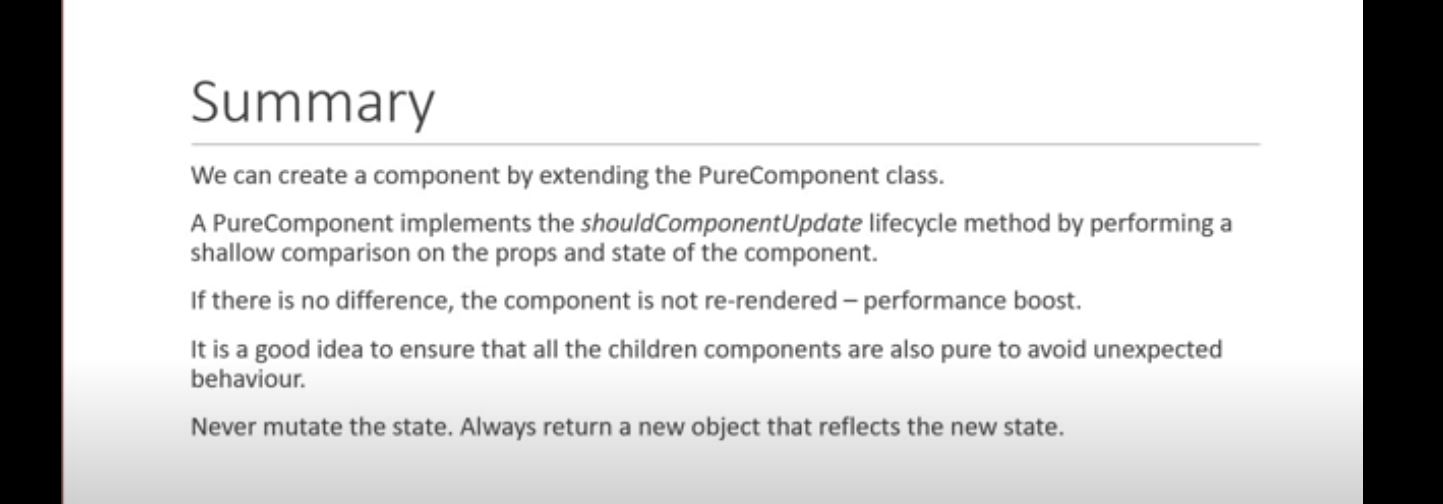 Summary
We can create a component by extending the PureComponent class.
A PureComponent implements the shouldComponentUpdate lifecycle method by performing a
shallow comparison on the props and state of the component.
If there is no difference, the component is not re-rendered – performance boost.
It is a good idea to ensure that all the children components are also pure to avoid unexpected
behaviour.
Never mutate the state. Always return a new object that reflects the new state.